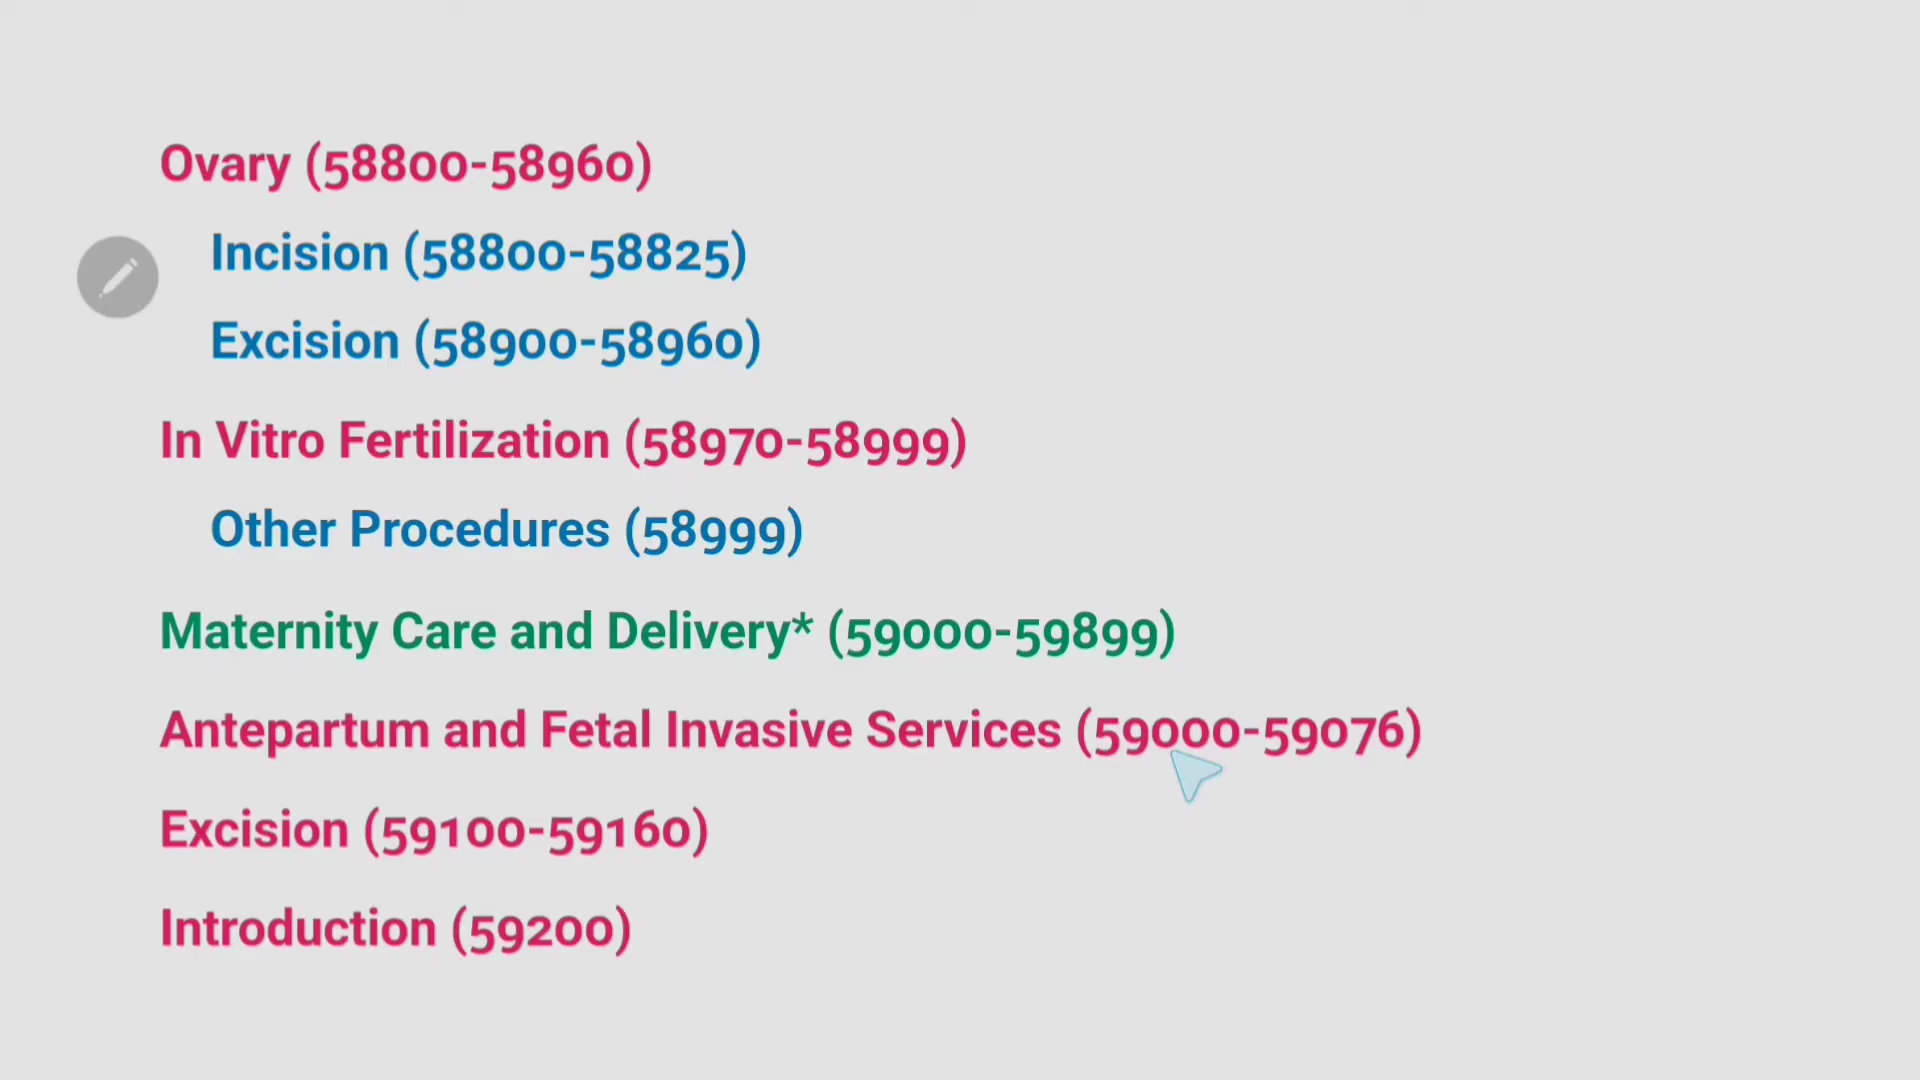 Ovary (58800-58960)
Incision (58800-58825)
Excision (58900-58960)
In Vitro Fertilization (58970-58999)
Other Procedures (58999)
Maternity Care and Delivery* (59000-59899)
Antepartum and Fetal Invasive Services (59000-59076)
Excision (59100-59160)
Introduction (59200)